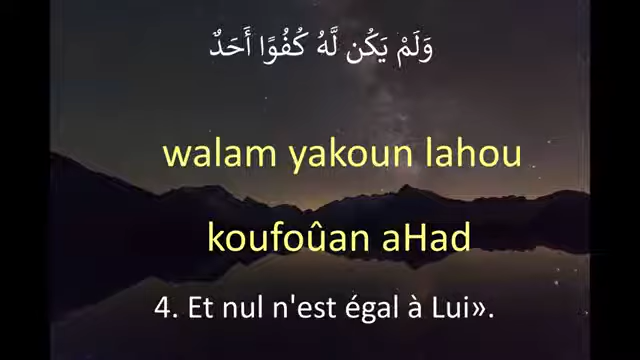 وَلَمْ يَكُن لَّهُ كُفُوًا أَحَدٌ
walam yakoun lahou
koufoûan aHad
4. Et nul n'est égal à Lui».